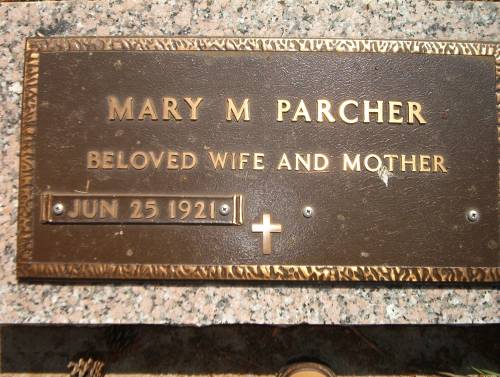 MARY M PARCHER
BELOVED WIFE AND MOTHER
JUN 25 1921